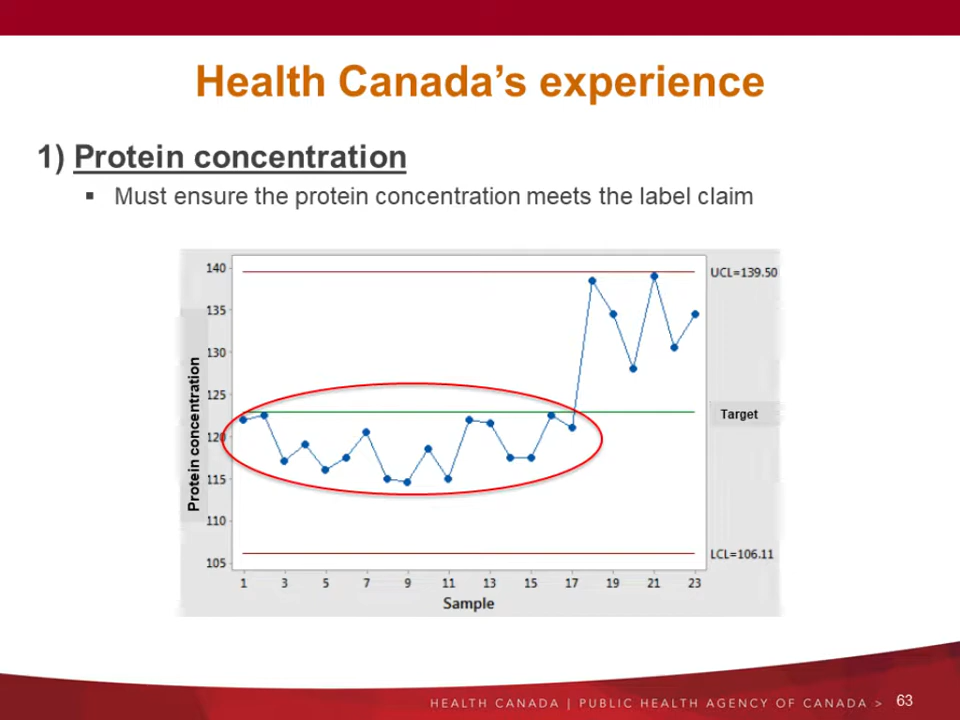 Health Canada’s experience
1) Protein concentration
▪ Must ensure the protein concentration meets the label claim
140
135
130
125
120
115
110
105
Protein concentration
UCL=139.50
Target
LCL=106.11
1 3 5 7 9 11 13 15 17 19 21 23
Sample
HEALTH CANADA | PUBLIC HEALTH AGENCY OF CANADA > 63